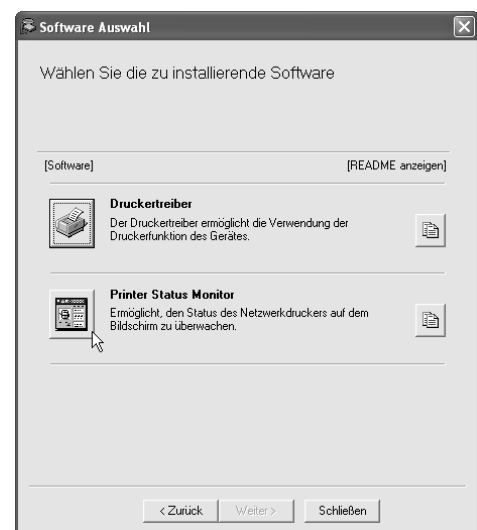 Software Auswahl
Wählen Sie die zu installierende Software
[Software] [README anzeigen]
Druckertreiber
Der Druckertreiber ermöglicht die Verwendung der
Druckerfunktion des Gerätes.
Printer Status Monitor
Ermöglicht, den Status des Netzwerkdruckers auf dem
Bildschirm zu überwachen.
< Zurück Weiter > Schließen